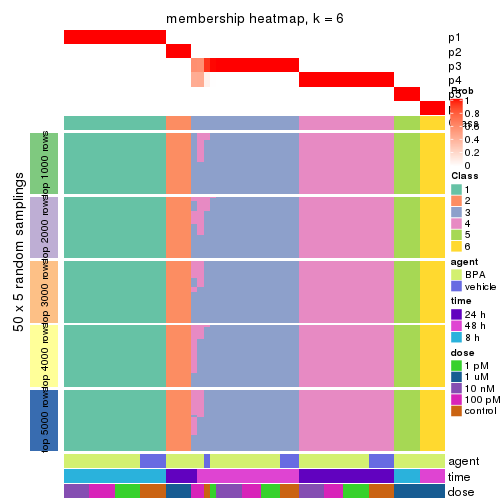 membership heatmap, k = 6
p1
p2
p3
p4
p5
p6
Class
50 x 5 random samplings
top 1000 rows
top 2000 rows
top 3000 rows
top 4000 rows
top 5000 rows
agent
time
dose
Prob
1
0.8
0.6
0.4
0.2
0
Class
1
2
3
4
5
6
agent
BPA
vehicle
time
24 h
48 h
8 h
dose
1 pM
1 uM
10 nM
100 pM
control